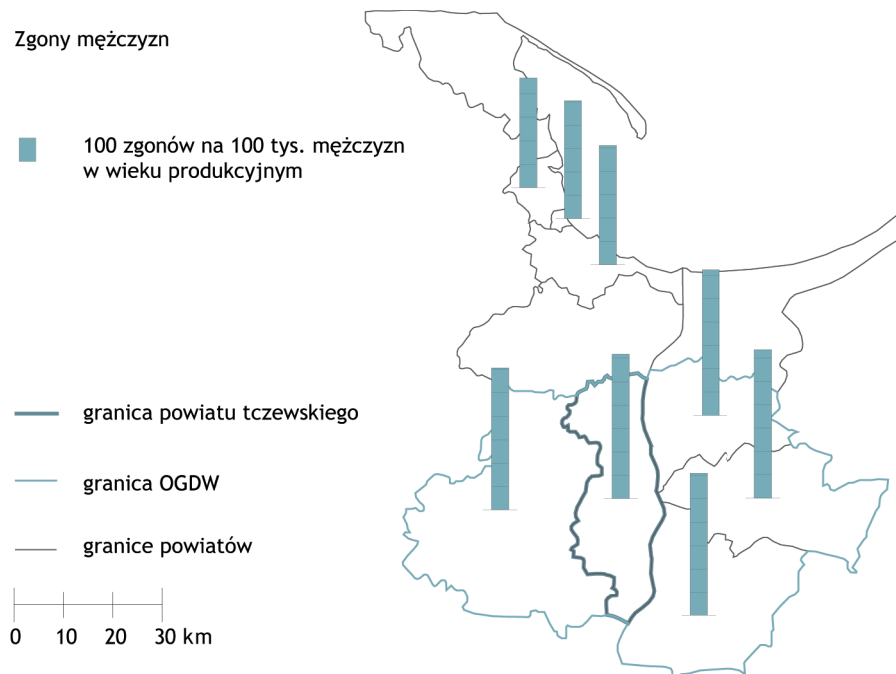 Zgony mężczyzn
100 zgonów na 100 tys. mężczyzn
w wieku produkcyjnym
granica powiatu tczewskiego
granica OGDW
granice powiatów
0 10 20 30 km